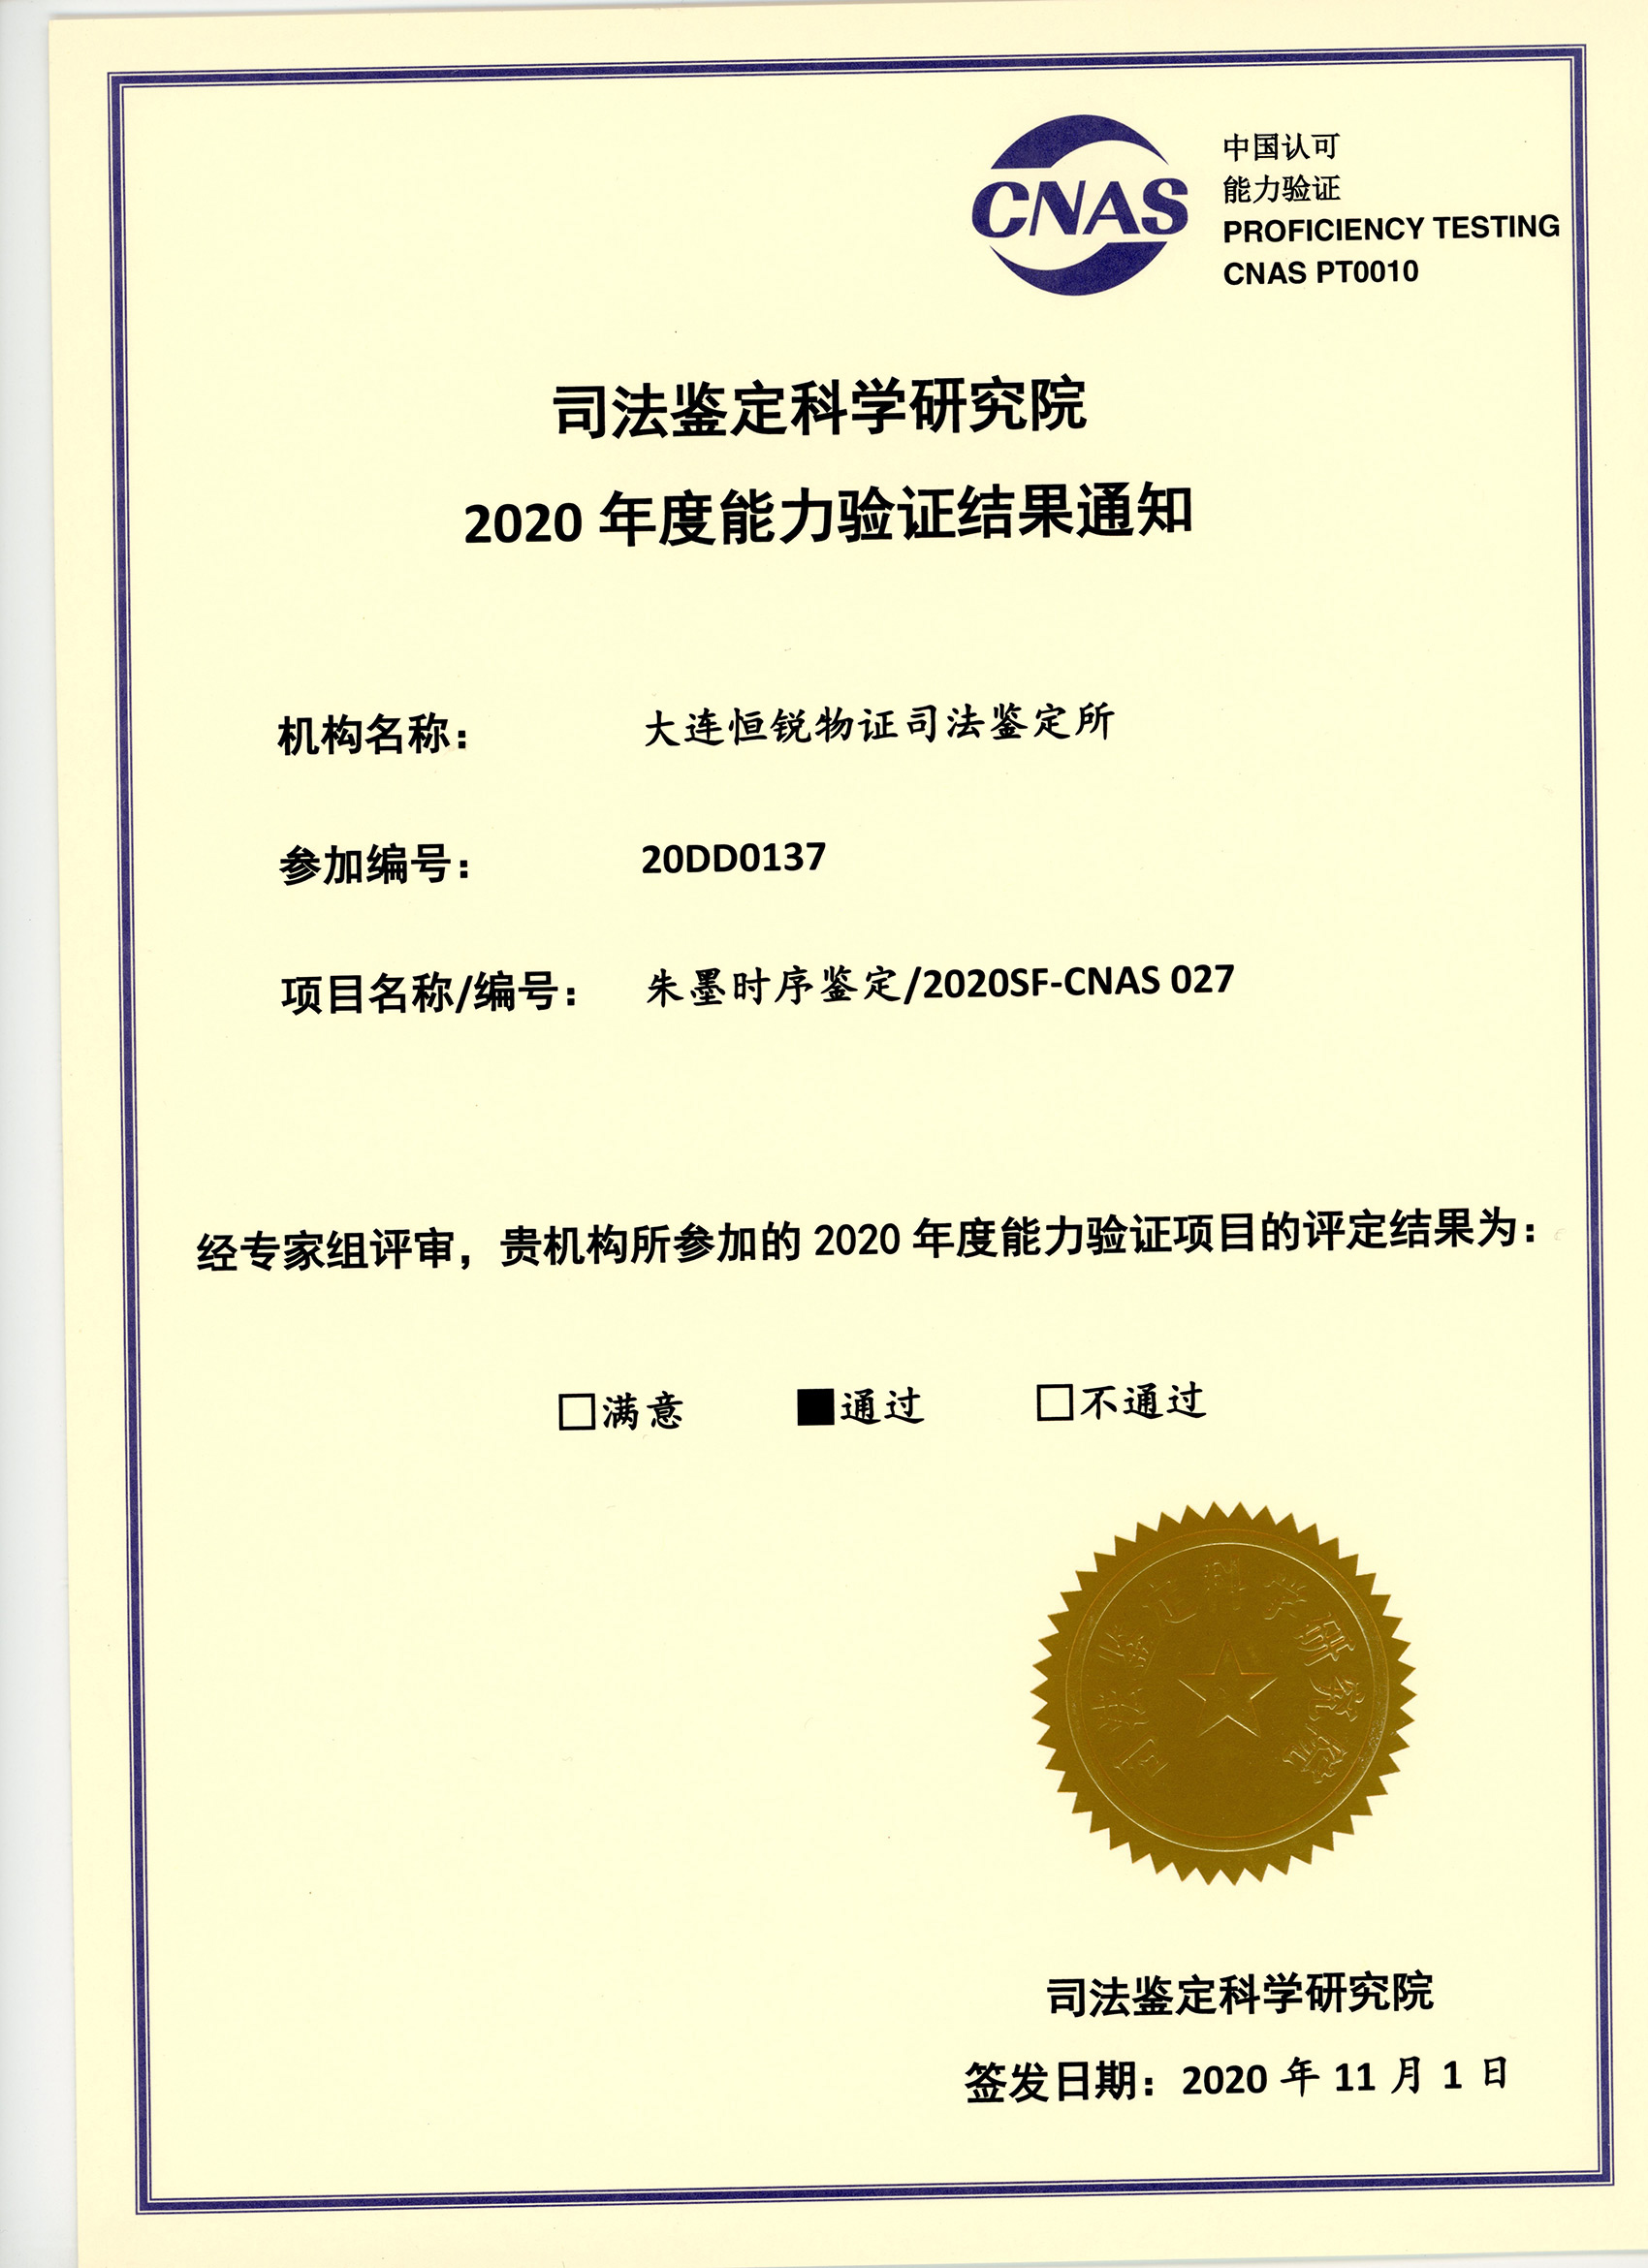 CNAS
中国认可
能力验证
PROFICIENCY TESTING
CNAS PT0010
司法鉴定科学研究院
2020 年度能力验证结果通知
机构名称： 大连恒锐物证司法鉴定所
参加编号： 20DD0137
项目名称/编号： 朱墨时序鉴定/2020SF-CNAS 027
经专家组评审，贵机构所参加的 2020 年度能力验证项目的评定结果为：
□满意 ■通过 □不通过
司法鉴定科学研究院
司法鉴定科学研究院
签发日期：2020 年 11 月 1 日